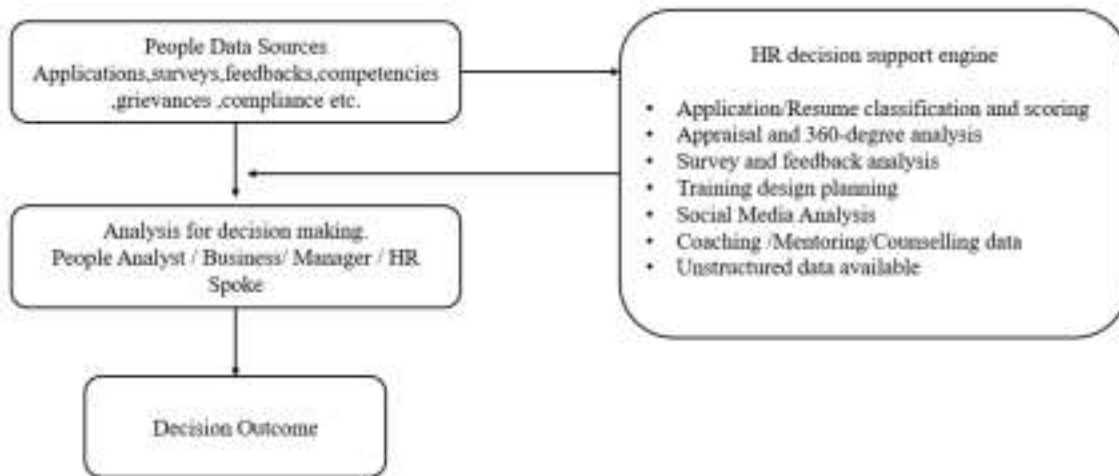 People Data Sources
Applications,surveys,feedbacks,competencies
,grievances ,compliance etc.
HR decision support engine
• Application/Resume classification and scoring
• Appraisal and 360-degree analysis
• Survey and feedback analysis
• Training design planning
• Social Media Analysis
• Coaching /Mentoring/Counselling data
• Unstructured data available
Analysis for decision making.
People Analyst / Business/ Manager / HR
Spoke
Decision Outcome